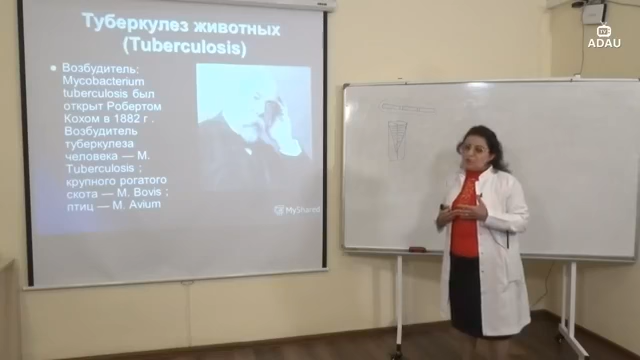 Туберкулез животных
(Tuberculosis)
Возбудитель:
Mycobacterium
tuberculosis был
открыт Робертом
Кохом в 1882 г .
Возбудитель
туберкулеза
человека — M.
Tuberculosis ;
крупного рогатого
скота — M. Bovis ;
птиц — M. Avium
MyShared
TV
ADAU